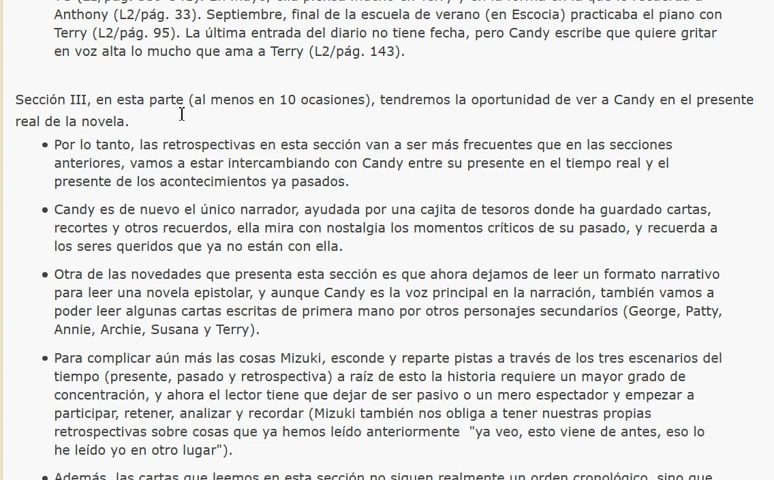 Anthony (L2/pág. 33). Septiembre, final de la escuela de verano (en Escocia) practicaba el piano con
Terry (L2/pág. 95). La última entrada del diario no tiene fecha, pero Candy escribe que quiere gritar
en voz alta lo mucho que ama a Terry (L2/pág. 143).
Sección III, en esta parte (al menos en 10 ocasiones), tendremos la oportunidad de ver a Candy en el presente
real de la novela.
• Por lo tanto, las retrospectivas en esta sección van a ser más frecuentes que en las secciones
anteriores, vamos a estar intercambiando con Candy entre su presente en el tiempo real y el
presente de los acontecimientos ya pasados.
• Candy es de nuevo el único narrador, ayudada por una cajita de tesoros donde ha guardado cartas,
recortes y otros recuerdos, ella mira con nostalgia los momentos críticos de su pasado, y recuerda a
los seres queridos que ya no están con ella.
• Otra de las novedades que presenta esta sección es que ahora dejamos de leer un formato narrativo
para leer una novela epistolar, y aunque Candy es la voz principal en la narración, también vamos a
poder leer algunas cartas escritas de primera mano por otros personajes secundarios (George, Patty,
Annie, Archie, Susana y Terry).
• Para complicar aún más las cosas Mizuki, esconde y reparte pistas a través de los tres escenarios del
tiempo (presente, pasado y retrospectiva) a raíz de esto la historia requiere un mayor grado de
concentración, y ahora el lector tiene que dejar de ser pasivo o un mero espectador y empezar a
participar, retener, analizar y recordar (Mizuki también nos obliga a tener nuestras propias
retrospectivas sobre cosas que ya hemos leído anteriormente  "ya veo, esto viene de antes, eso lo
he leído yo en otro lugar").
• Además, las cartas que leemos en esta sección no siguen realmente un orden cronológico, sino que